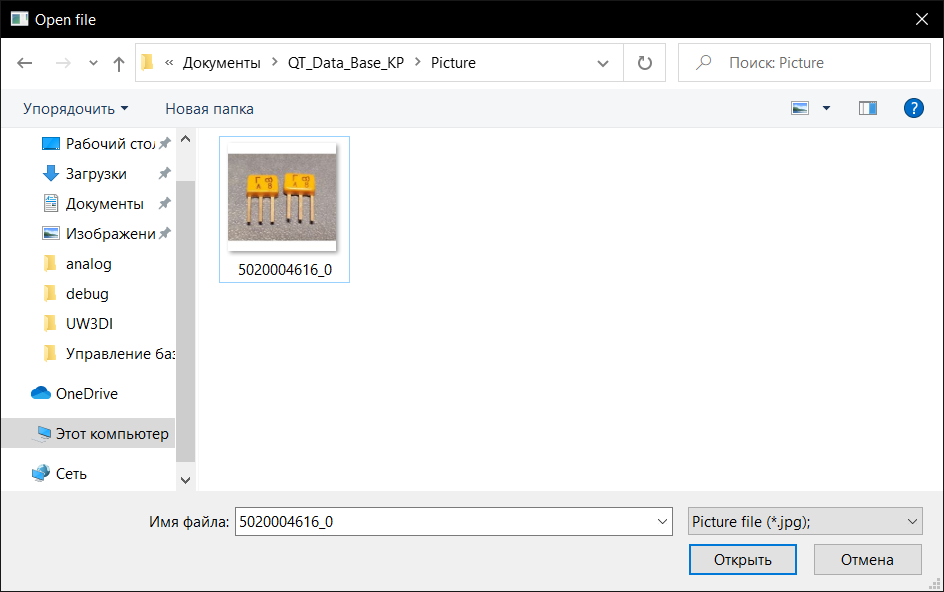 Open file
« Документы > QT_Data_Base_KP > Picture
Поиск: Picture
Упорядочить
Новая папка
?
Рабочий стол
Загрузки
Документы
Изображени
analog
debug
UW3DI
Управление баз
OneDrive
Этот компьютер
Сеть
5020004616_0
Имя файла: 5020004616_0
Picture file (*.jpg);
Открыть
Отмена